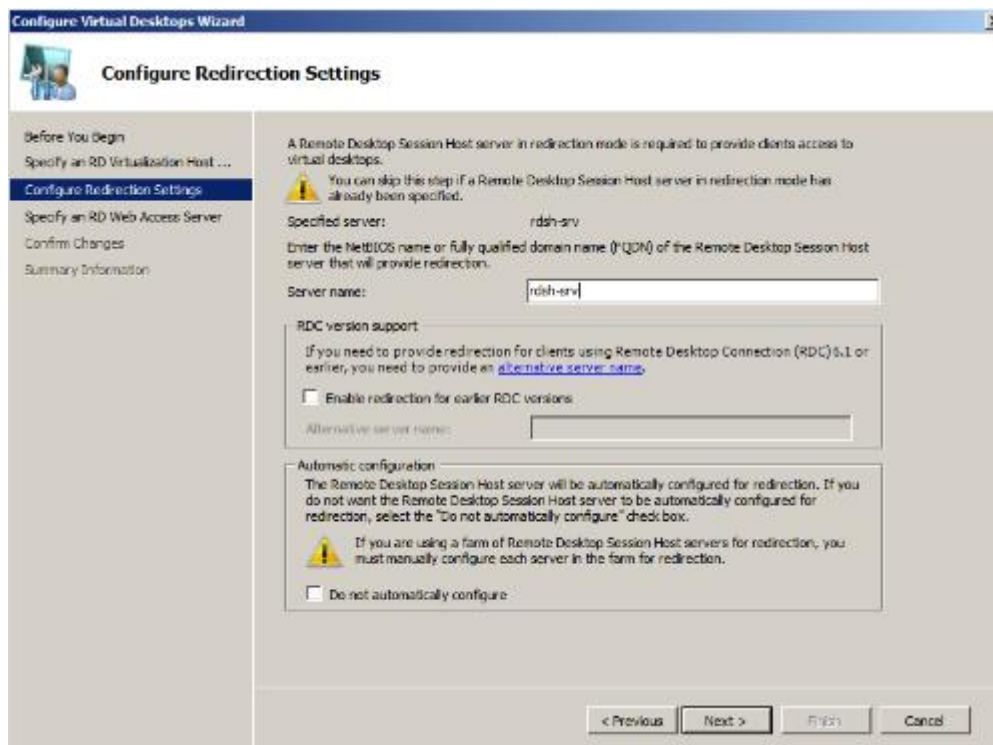 Configure Virtual Desktops Wizard
Configure Redirection Settings
Before You Begin
Specify an RD Virtualization Host ...
Configure Redirection Settings
Specify an RD Web Access Server
Confirm Changes
Summary Information
A Remote Desktop Session Host server in redirection mode is required to provide clients access to
virtual desktops.
You can skip this step if a Remote Desktop Session Host server in redirection mode has
already been specified.
Specified server: rdsh-srv
Enter the NetBIOS name or fully qualified domain name (FQDN) of the Remote Desktop Session Host
server that will provide redirection.
Server name: rdsh-srv
RDC version support
If you need to provide redirection for clients using Remote Desktop Connection (RDC) 6.1 or
earlier, you need to provide an alternative server name.
Enable redirection for earlier RDC versions
Alternative server name:
Automatic configuration
The Remote Desktop Session Host server will be automatically configured for redirection. If you
do not want the Remote Desktop Session Host server to be automatically configured for
redirection, select the "Do not automatically configure" check box.
If you are using a farm of Remote Desktop Session Host servers for redirection, you
must manually configure each server in the farm for redirection.
Do not automatically configure
< Previous Next > Finish Cancel